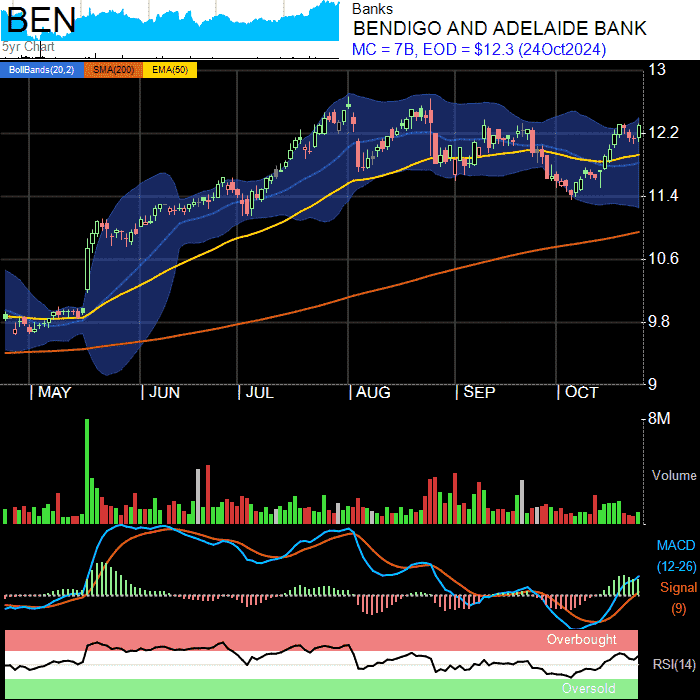 BEN
5yr Chart
Banks
BENDIGO AND ADELAIDE BANK
MC = 7B, EOD = $12.3 (24Oct2024)
BollBands(20,2) SMA(200) EMA(50)
13
12.2
11.4
10.6
9.8
9
MAY JUN JUL AUG SEP OCT
8M
Volume
MACD
(12-26)
Signal
(9)
Overbought
RSI(14)
Oversold